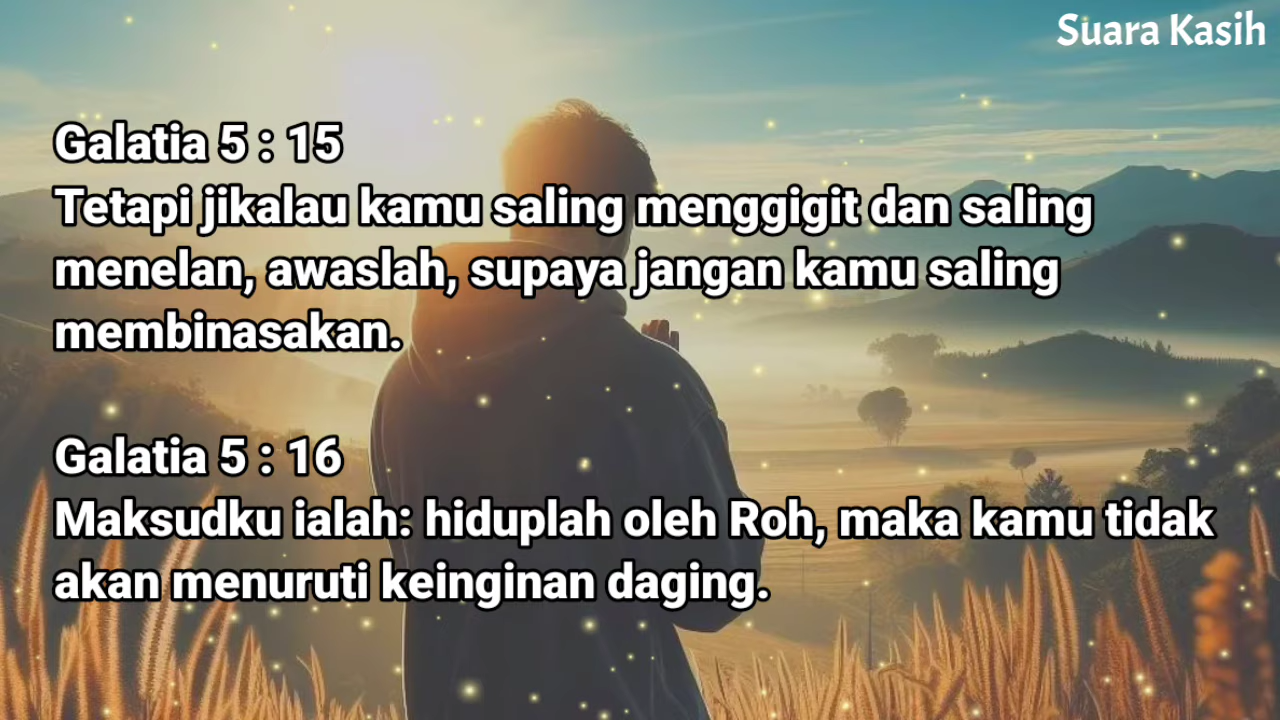 Suara Kasih
Galatia 5 : 15
Tetapi jikalau kamu saling menggigit dan saling
menelan, awaslah, supaya jangan kamu saling
membinasakan.
Galatia 5 : 16
Maksudku ialah: hiduplah oleh Roh, maka kamu tidak
akan menuruti keinginan daging.